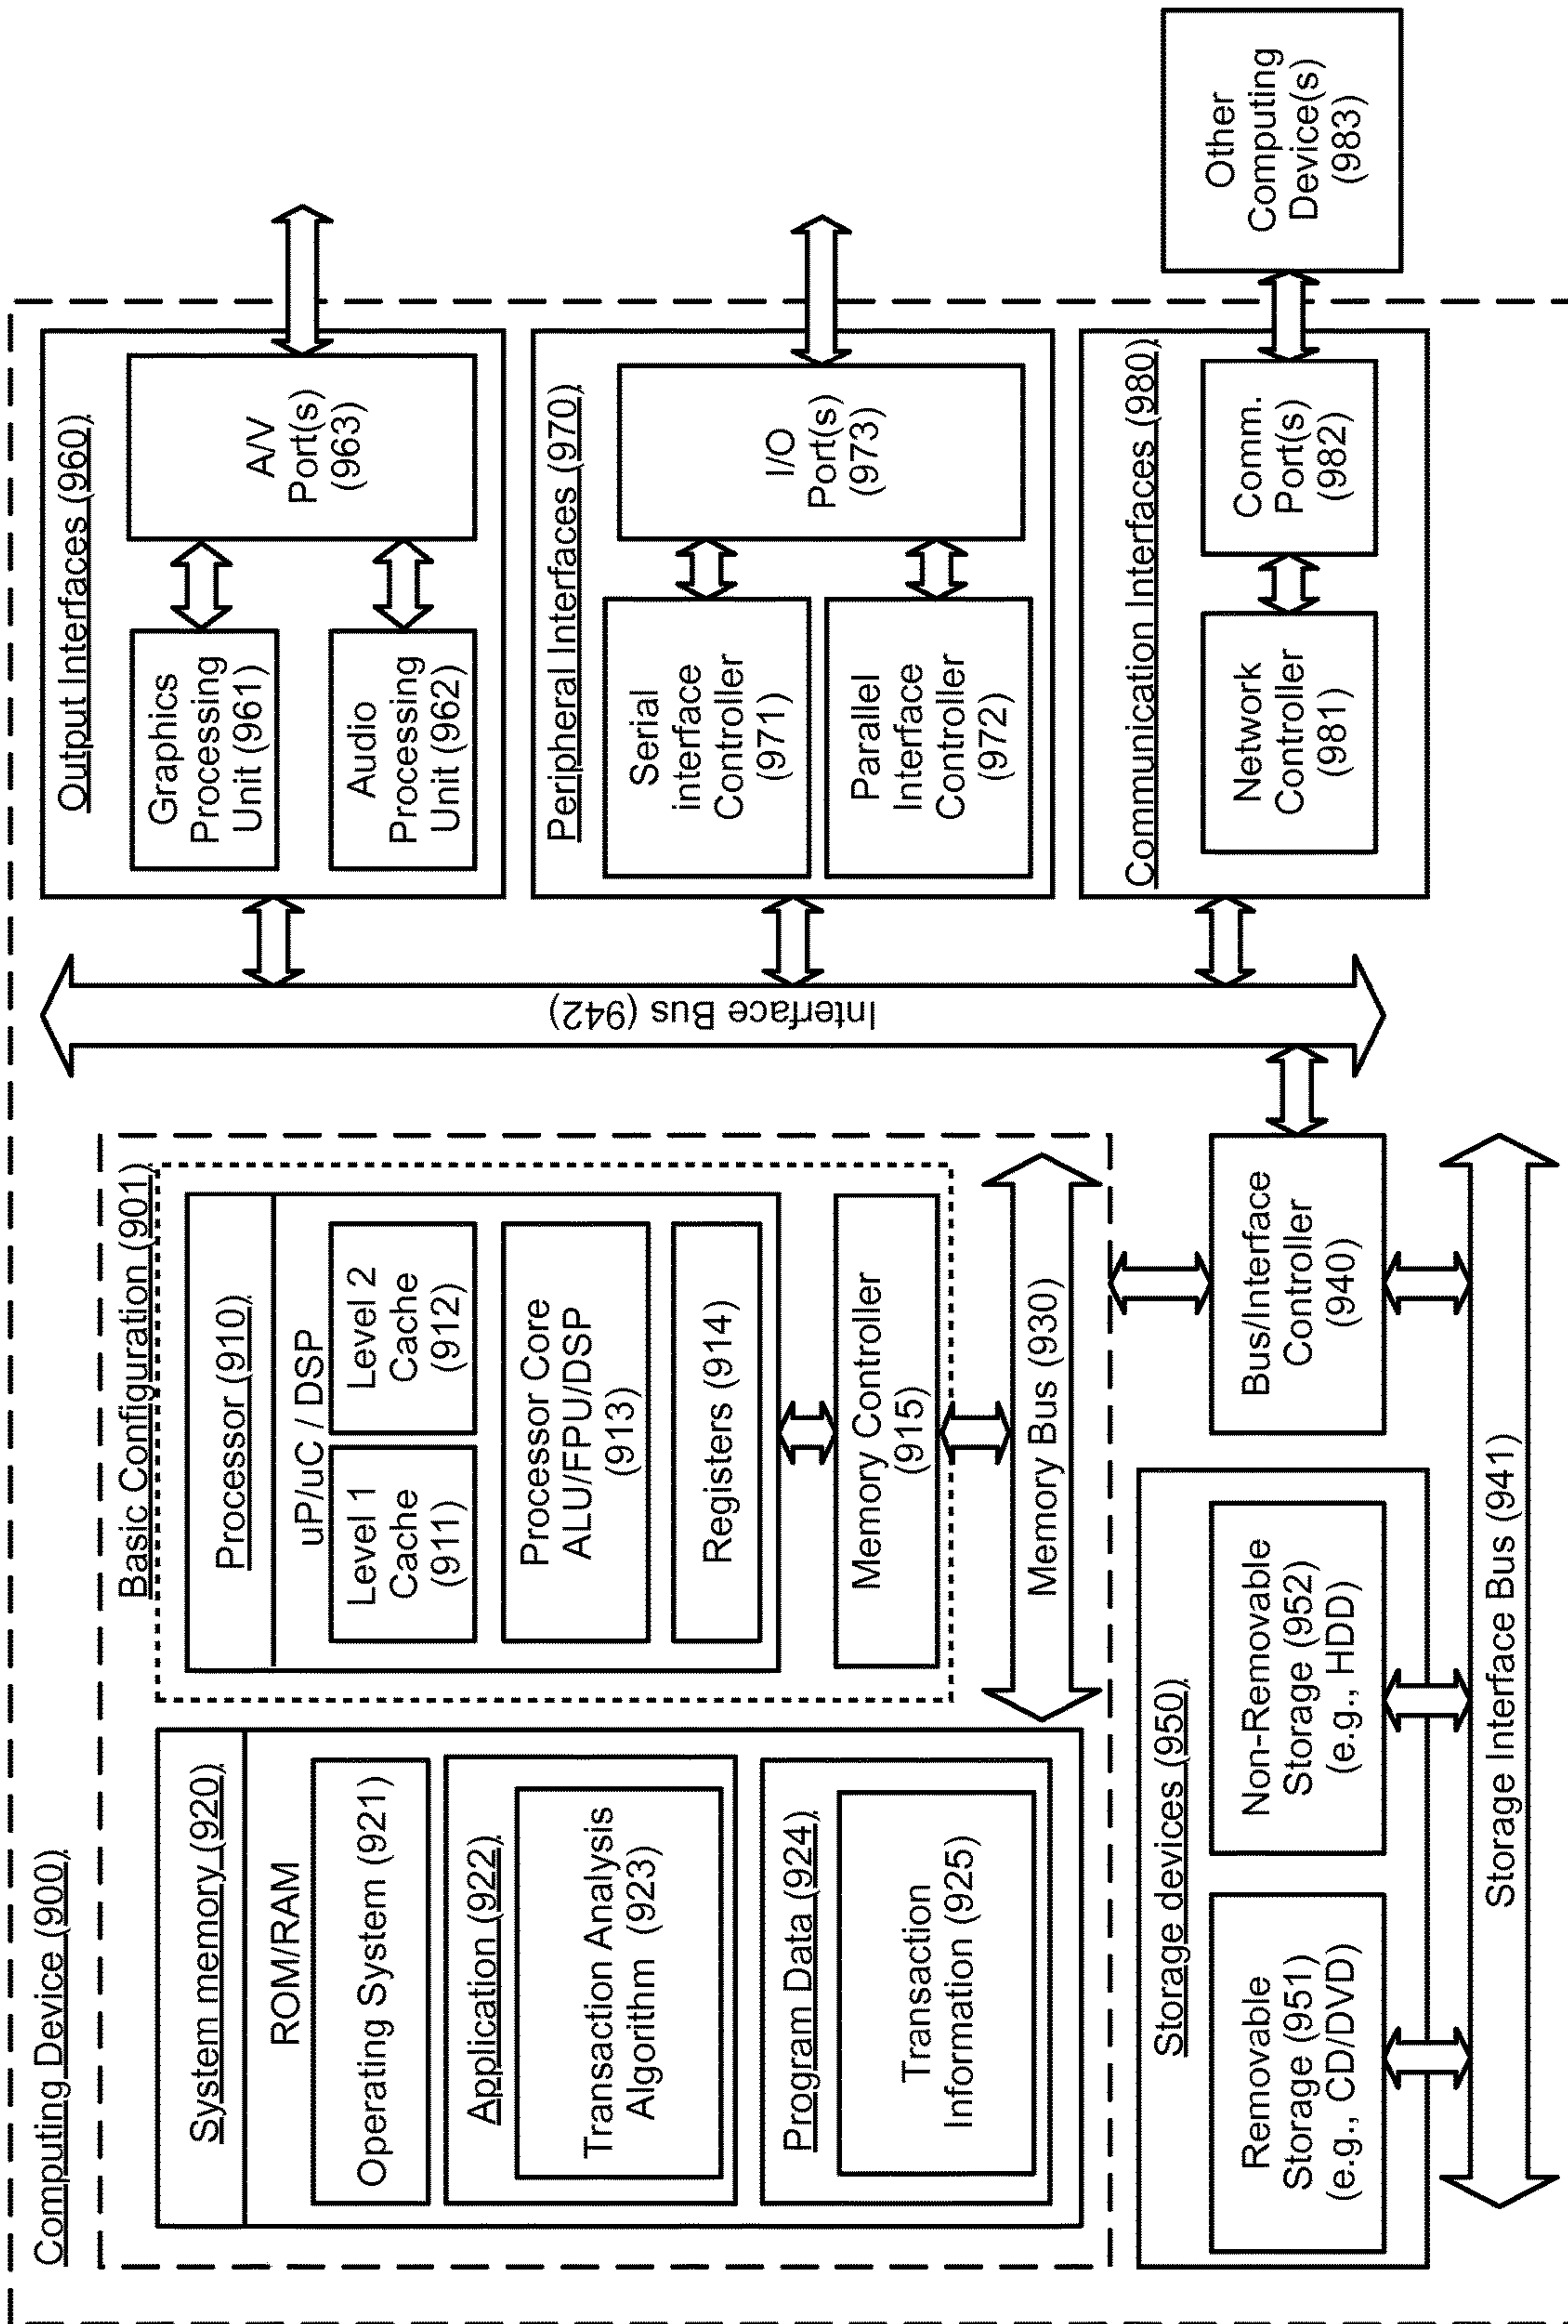 Computing Device (900)
Basic Configuration (901)
System memory (920)
ROM/RAM
Operating System (921)
Application (922)
Transaction Analysis
Algorithm (923)
Program Data (924)
Transaction
Information (925)
Processor (910)
uP/uC / DSP
Level 1
Cache
(911)
Level 2
Cache
(912)
Processor Core
ALU/FPU/DSP
(913)
Registers (914)
Memory Controller
(915)
Memory Bus (930)
Bus/Interface
Controller
(940)
Storage devices (950)
Removable
Storage (951)
(e.g., CD/DVD)
Non-Removable
Storage (952)
(e.g., HDD)
Storage Interface Bus (941)
Interface Bus (942)
Output Interfaces (960)
Graphics
Processing
Unit (961)
Audio
Processing
Unit (962)
A/V
Port(s)
(963)
Peripheral Interfaces (970)
Serial
interface
Controller
(971)
Parallel
Interface
Controller
(972)
I/O
Port(s)
(973)
Communication Interfaces (980)
Network
Controller
(981)
Comm.
Port(s)
(982)
Other
Computing
Device(s)
(983)